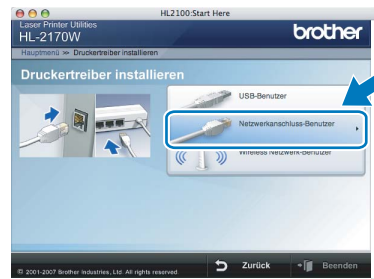 HL2100:Start Here
Laser Printer Utilities
HL-2170W
brother
Hauptmenü >> Druckertreiber installieren
Druckertreiber installieren
USB-Benutzer
Netzwerkanschluss-Benutzer
Wireless Netzwerk-Benutzer
© 2001-2007 Brother Industries, Ltd. All rights reserved.
Zurück
Beenden